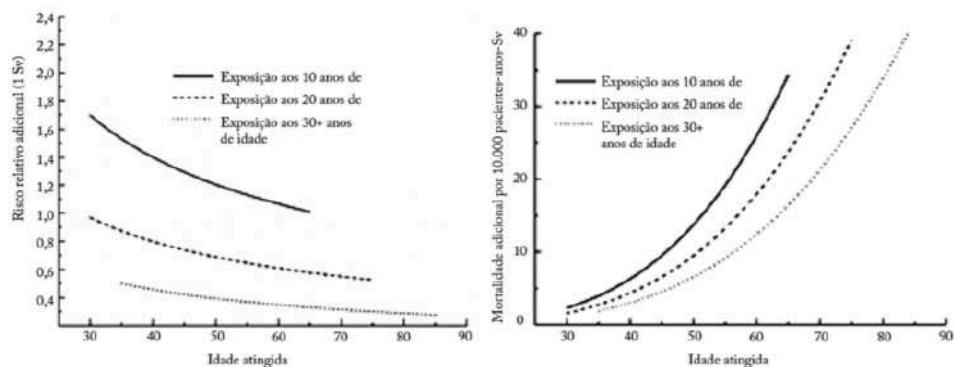 Risco relativo adicional (1 Sv)
2,4
2,2
2,0
1,8
1,6
1,4
1,2
1,0
0,8
0,6
0,4
Exposição aos 10 anos de
Exposição aos 20 anos de
Exposição aos 30+ anos
de idade
30 40 50 60 70 80 90
Idade atingida
Mortalidade adicional por 10.000 pacientes-anos-Sv
40
30
20
10
0
Exposição aos 10 anos de
Exposição aos 20 anos de
Exposição aos 30+
anos de idade
30 40 50 60 70 80 90
Idade atingida